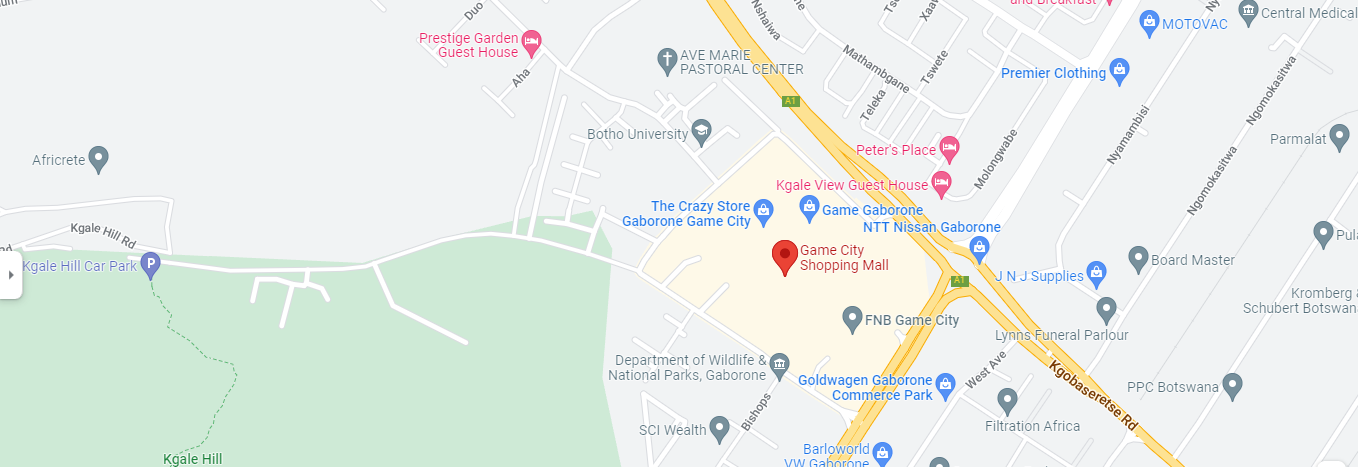 Duo
Nshaiwa
Xaaw
and Breakfast
MOTOVAC
Central Medical
Prestige Garden
Guest House
Aha
AVE MARIE
PASTORAL CENTER
Mathambgane
Tswete
Teleka
Premier Clothing
A1
Ngomokasitwa
Nyamambisi
Botho University
Parmalat
Africrete
Peter's Place
Molongwabe
Kgale View Guest House
Ngomokasitwa
The Crazy Store
Gaborone Game City
Game Gaborone
NTT Nissan Gaborone
Kgale Hill Rd
Kgale Hill Car Park
P
Game City
Shopping Mall
Board Master
J N J Supplies
A1
Kromberg &
Schubert Botswana
FNB Game City
Lynns Funeral Parlour
Department of Wildlife &
National Parks, Gaborone
Goldwagen Gaborone
Commerce Park
West Ave
Kgobaseretse Rd
PPC Botswana
Filtration Africa
Bishops
SCI Wealth
Barloworld
VW Gaborone
Kgale Hill